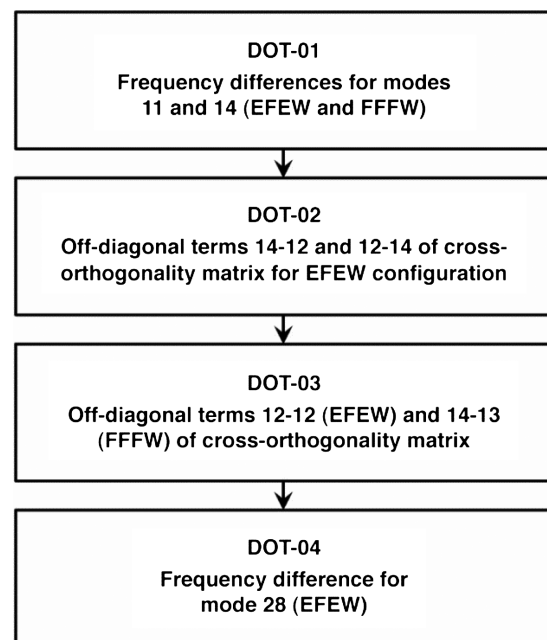 DOT-01
Frequency differences for modes
11 and 14 (EFEW and FFFW)
DOT-02
Off-diagonal terms 14-12 and 12-14 of cross-
orthogonality matrix for EFEW configuration
DOT-03
Off-diagonal terms 12-12 (EFEW) and 14-13
(FFFW) of cross-orthogonality matrix
DOT-04
Frequency difference for
mode 28 (EFEW)